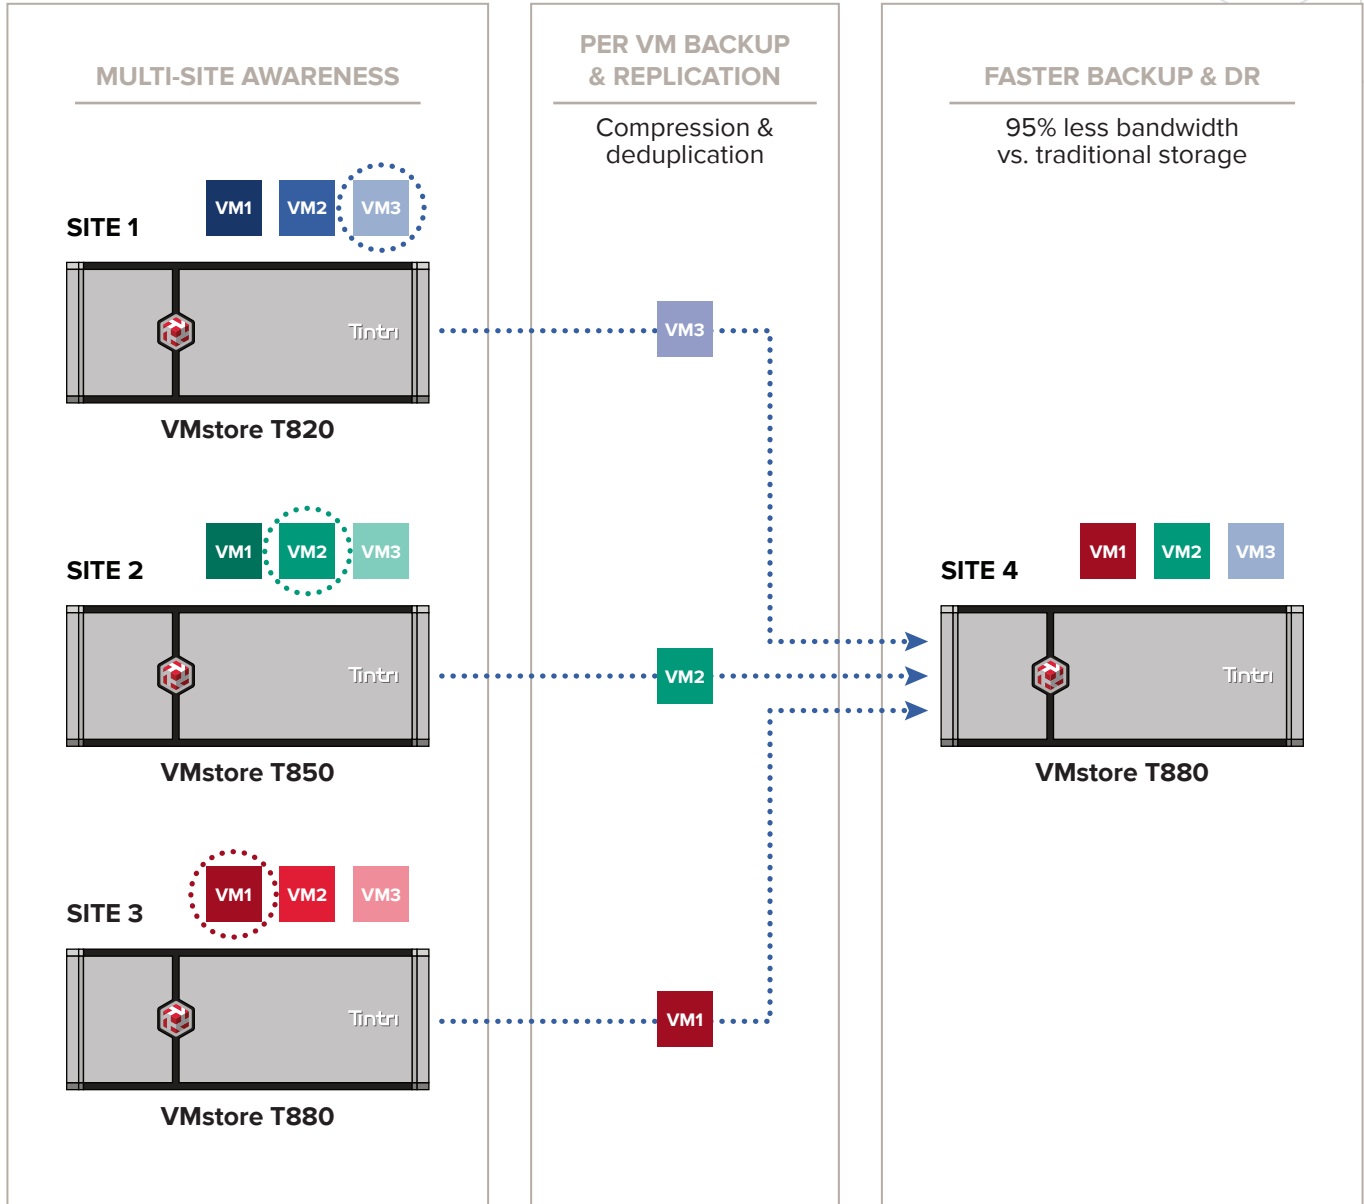 MULTI-SITE AWARENESS
SITE 1
VM1 VM2 VM3
Tintri
VMstore T820
SITE 2
VM1 VM2 VM3
Tintri
VMstore T850
SITE 3
VM1 VM2 VM3
Tintri
VMstore T880
PER VM BACKUP
& REPLICATION
Compression &
deduplication
VM3
VM2
VM1
FASTER BACKUP & DR
95% less bandwidth
vs. traditional storage
SITE 4
VM1 VM2 VM3
Tintri
VMstore T880